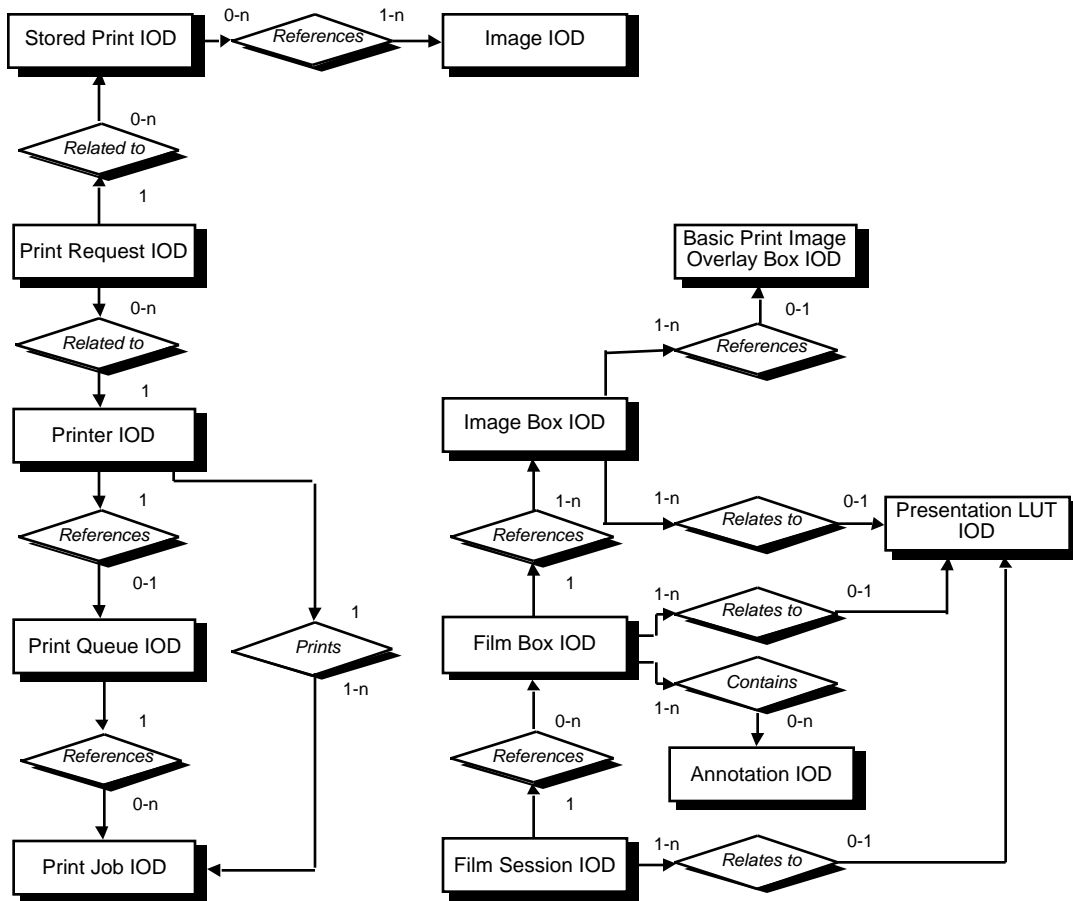 0-n
1-n
Stored Print IOD
References
Image IOD
0-n
Related to
1
Print Request IOD
Basic Print Image
Overlay Box IOD
0-n
0-1
1-n
Related to
References
1
Printer IOD
Image Box IOD
1
1-n
1-n
0-1
References
References
Relates to
Presentation LUT
IOD
0-1
1
1-n
0-1
1
Print Queue IOD
Prints
Film Box IOD
Relates to
1-n
Contains
1-n
1
0-n
0-n
References
References
Annotation IOD
0-n
1
1-n
0-1
Print Job IOD
Film Session IOD
Relates to